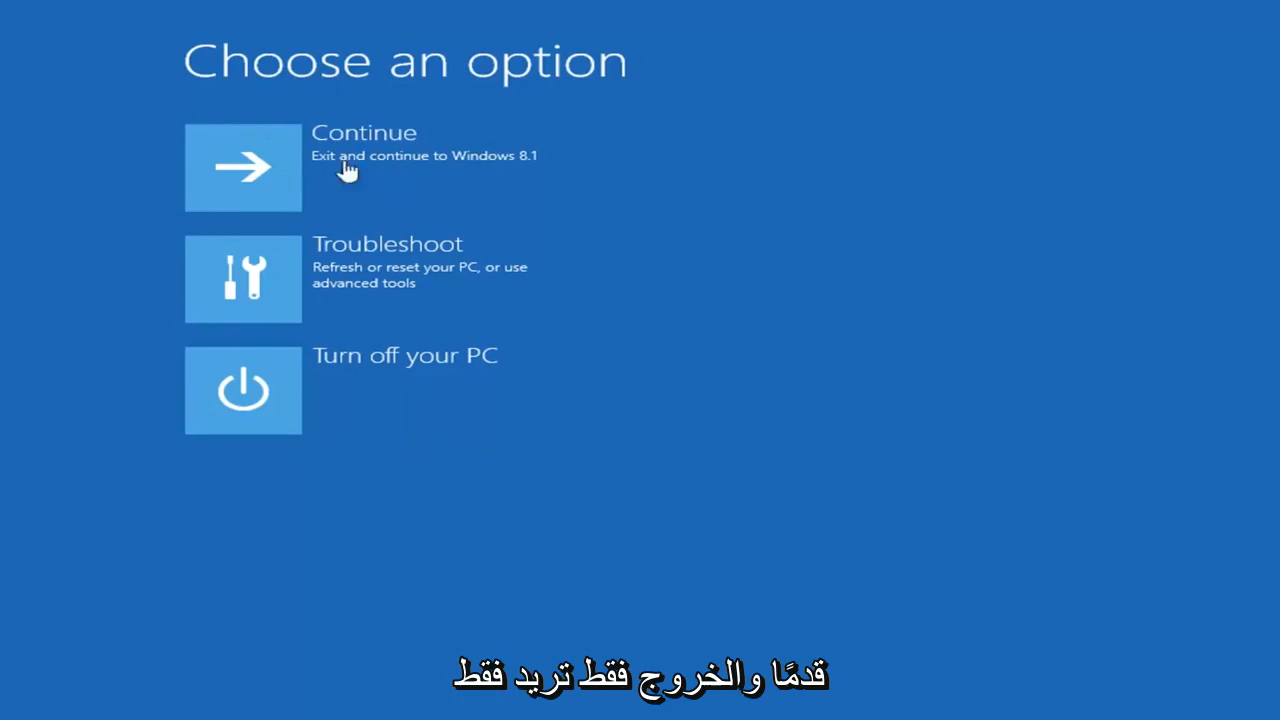 Choose an option
Continue
Exit and continue to Windows 8.1
Troubleshoot
Refresh or reset your PC, or use
advanced tools
Turn off your PC
قدمًا والخروج فقط تريد فقط